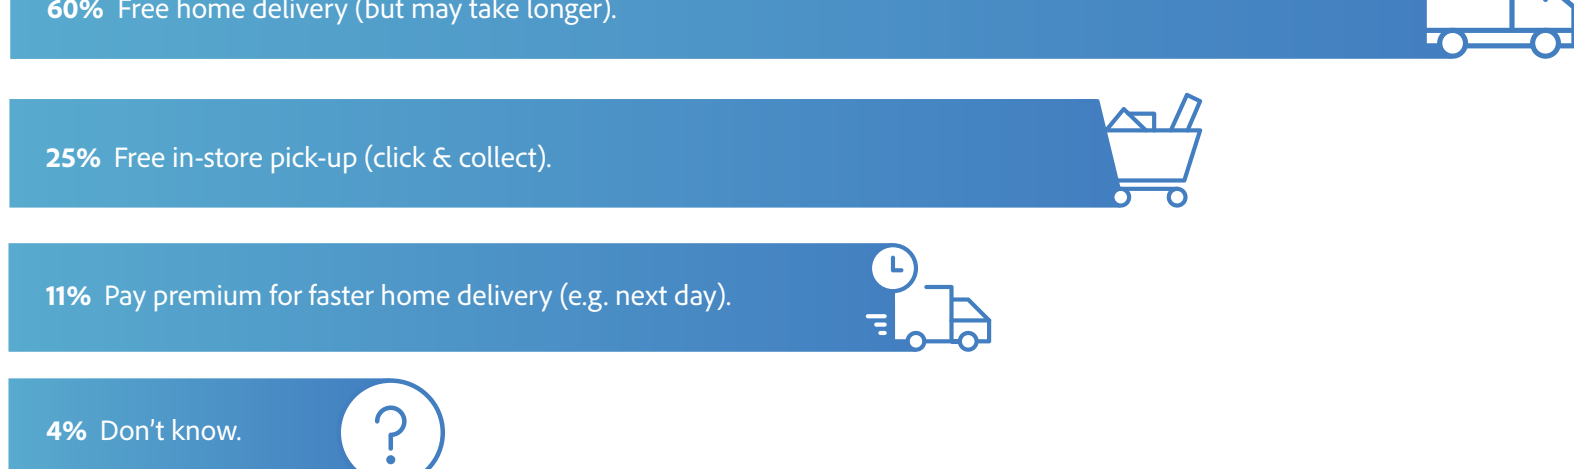 60% Free home delivery (but may take longer).
25% Free in-store pick-up (click & collect).
11% Pay premium for faster home delivery (e.g. next day).
4% Don’t know.